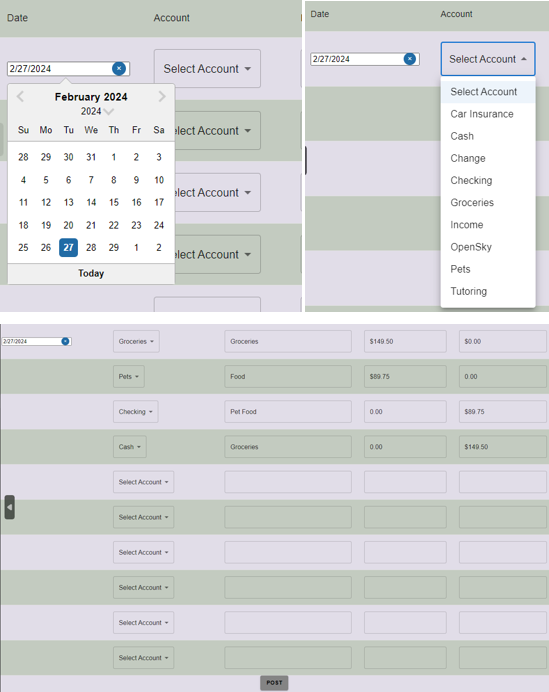 Date Account
2/27/2024 × Select Account
February 2024
2024
Su Mo Tu We Th Fr Sa
28 29 30 31 1 2 3
4 5 6 7 8 9 10
11 12 13 14 15 16 17
18 19 20 21 22 23 24
25 26 27 28 29 1 2
Today
elect Account
elect Account
elect Account
Date Account
2/27/2024 × Select Account
Select Account
Car Insurance
Cash
Change
Checking
Groceries
Income
OpenSky
Pets
Tutoring
2/27/2024 × Groceries Groceries $149.50 $0.00
Pets Food $89.75 0.00
Checking Pet Food 0.00 $89.75
Cash Groceries 0.00 $149.50
Select Account
Select Account
Select Account
Select Account
Select Account
Select Account
POST